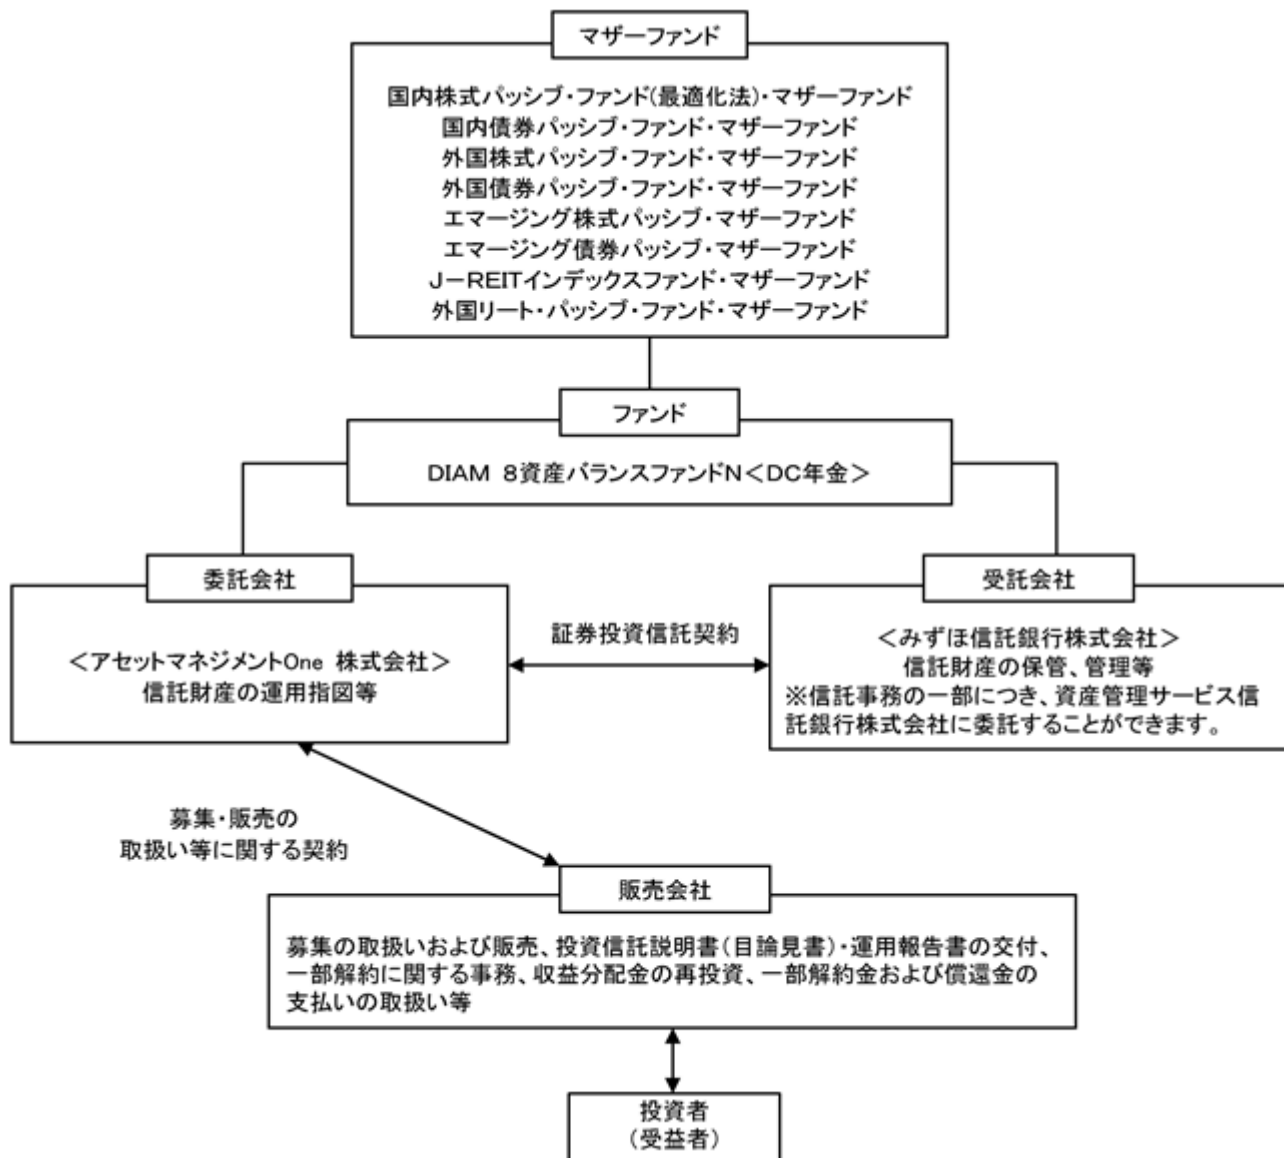 マザーファンド
国内株式パッシブ・ファンド(最適化法)・マザーファンド
国内債券パッシブ・ファンド・マザーファンド
外国株式パッシブ・ファンド・マザーファンド
外国債券パッシブ・ファンド・マザーファンド
エマージング株式パッシブ・マザーファンド
エマージング債券パッシブ・マザーファンド
J-REITインデックスファンド・マザーファンド
外国リート・パッシブ・ファンド・マザーファンド
ファンド
DIAM 8資産バランスファンドN<DC年金>
委託会社
<アセットマネジメントOne 株式会社>
信託財産の運用指図等
証券投資信託契約
受託会社
<みずほ信託銀行株式会社>
信託財産の保管、管理等
※信託事務の一部につき、資産管理サービス信
託銀行株式会社に委託することができます。
募集・販売の
取扱い等に関する契約
販売会社
募集の取扱いおよび販売、投資信託説明書(目論見書)・運用報告書の交付、
一部解約に関する事務、収益分配金の再投資、一部解約金および償還金の
支払いの取扱い等
投資者
(受益者)